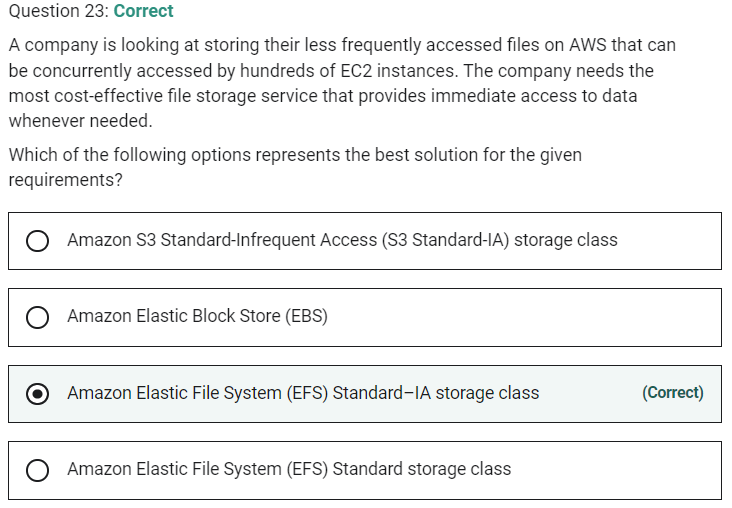 Question 23: Correct
A company is looking at storing their less frequently accessed files on AWS that can
be concurrently accessed by hundreds of EC2 instances. The company needs the
most cost-effective file storage service that provides immediate access to data
whenever needed.
Which of the following options represents the best solution for the given
requirements?
Amazon S3 Standard-Infrequent Access (S3 Standard-IA) storage class
Amazon Elastic Block Store (EBS)
Amazon Elastic File System (EFS) Standard–IA storage class (Correct)
Amazon Elastic File System (EFS) Standard storage class